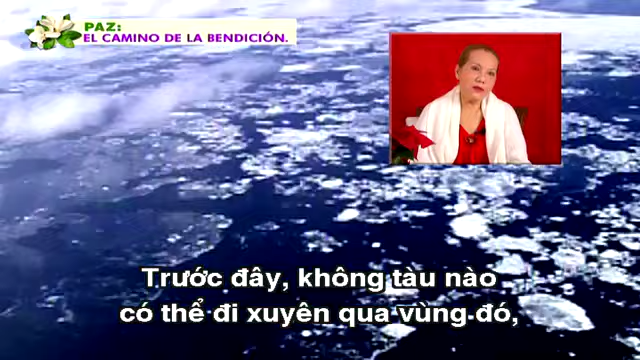 PAZ:
EL CAMINO DE LA BENDICIÓN.
Trước đây, không tàu nào
có thể đi xuyên qua vùng đó,